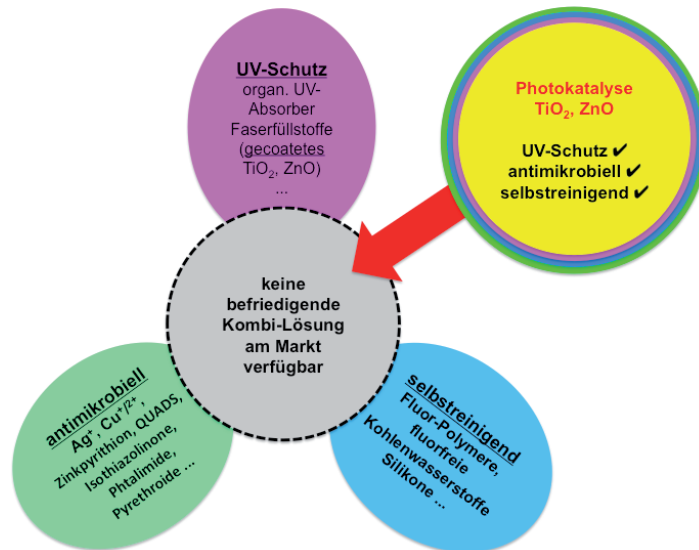 UV-Schutz
organ. UV-
Absorber
Faserfüllstoffe
(gecoatetes
TiO₂, ZnO)
...
Photokatalyse
TiO₂, ZnO
UV-Schutz ✔
antimikrobiell ✔
selbstreinigend ✔
keine
befriedigende
Kombi-Lösung
am Markt
verfügbar
antimikrobiell
Ag⁺, Cu⁺/²⁺,
Zinkpyrithion, QUADS,
Isothiazolinone,
Phtalimide,
Pyrethroide ...
selbstreinigend
Fluor-Polymere,
fluorfreie
Kohlenwasserstoffe
Silikone ...